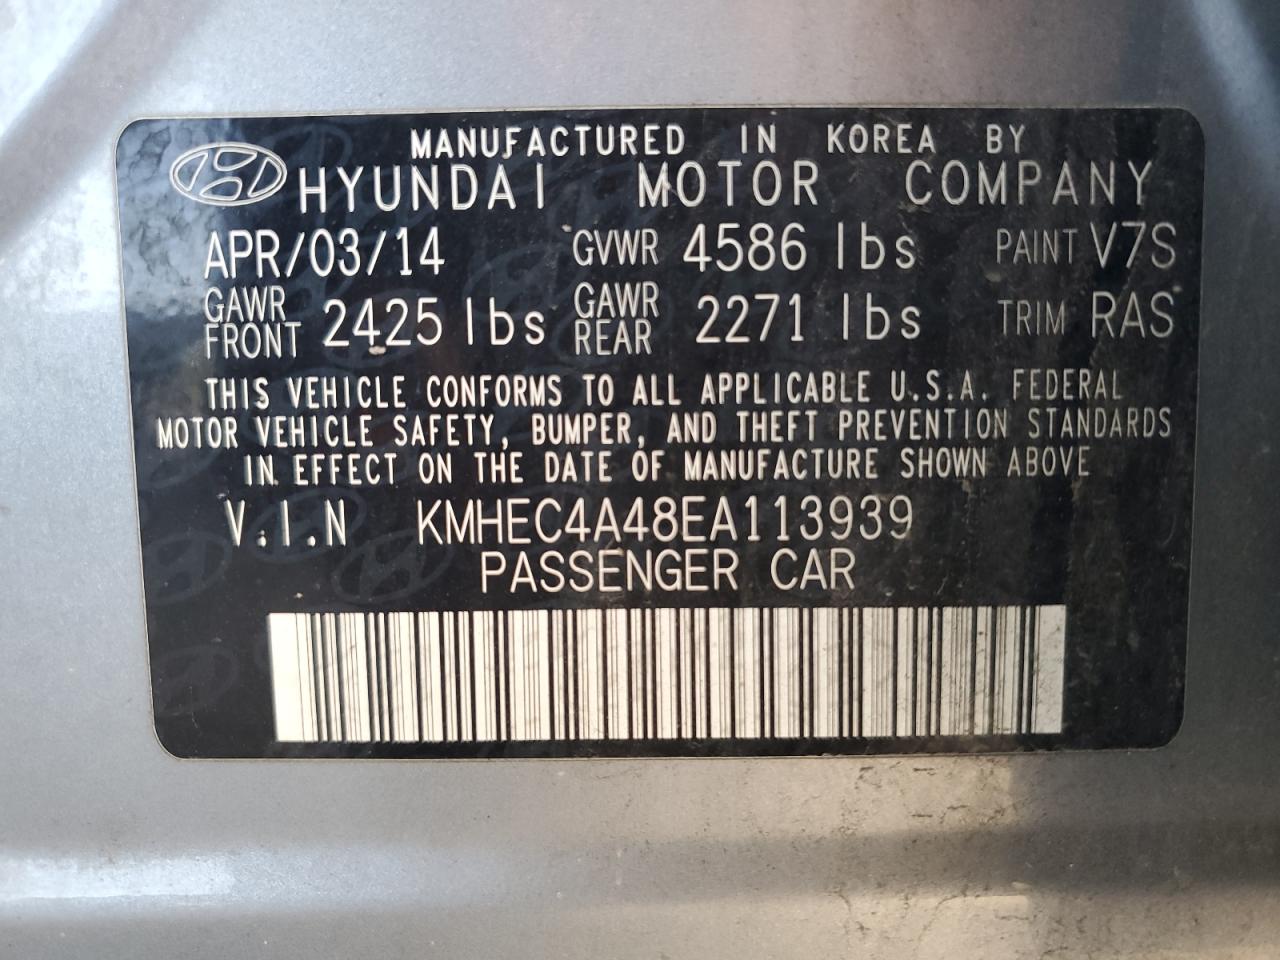 MANUFACTURED IN KOREA BY
HYUNDAI MOTOR COMPANY
APR/03/14 GVWR 4586 lbs PAINT V7S
GAWR FRONT 2425 lbs GAWR REAR 2271 lbs TRIM RAS
THIS VEHICLE CONFORMS TO ALL APPLICABLE U.S.A. FEDERAL
MOTOR VEHICLE SAFETY, BUMPER, AND THEFT PREVENTION STANDARDS
IN EFFECT ON THE DATE OF MANUFACTURE SHOWN ABOVE
V.I.N KMHEC4A48EA113939
PASSENGER CAR